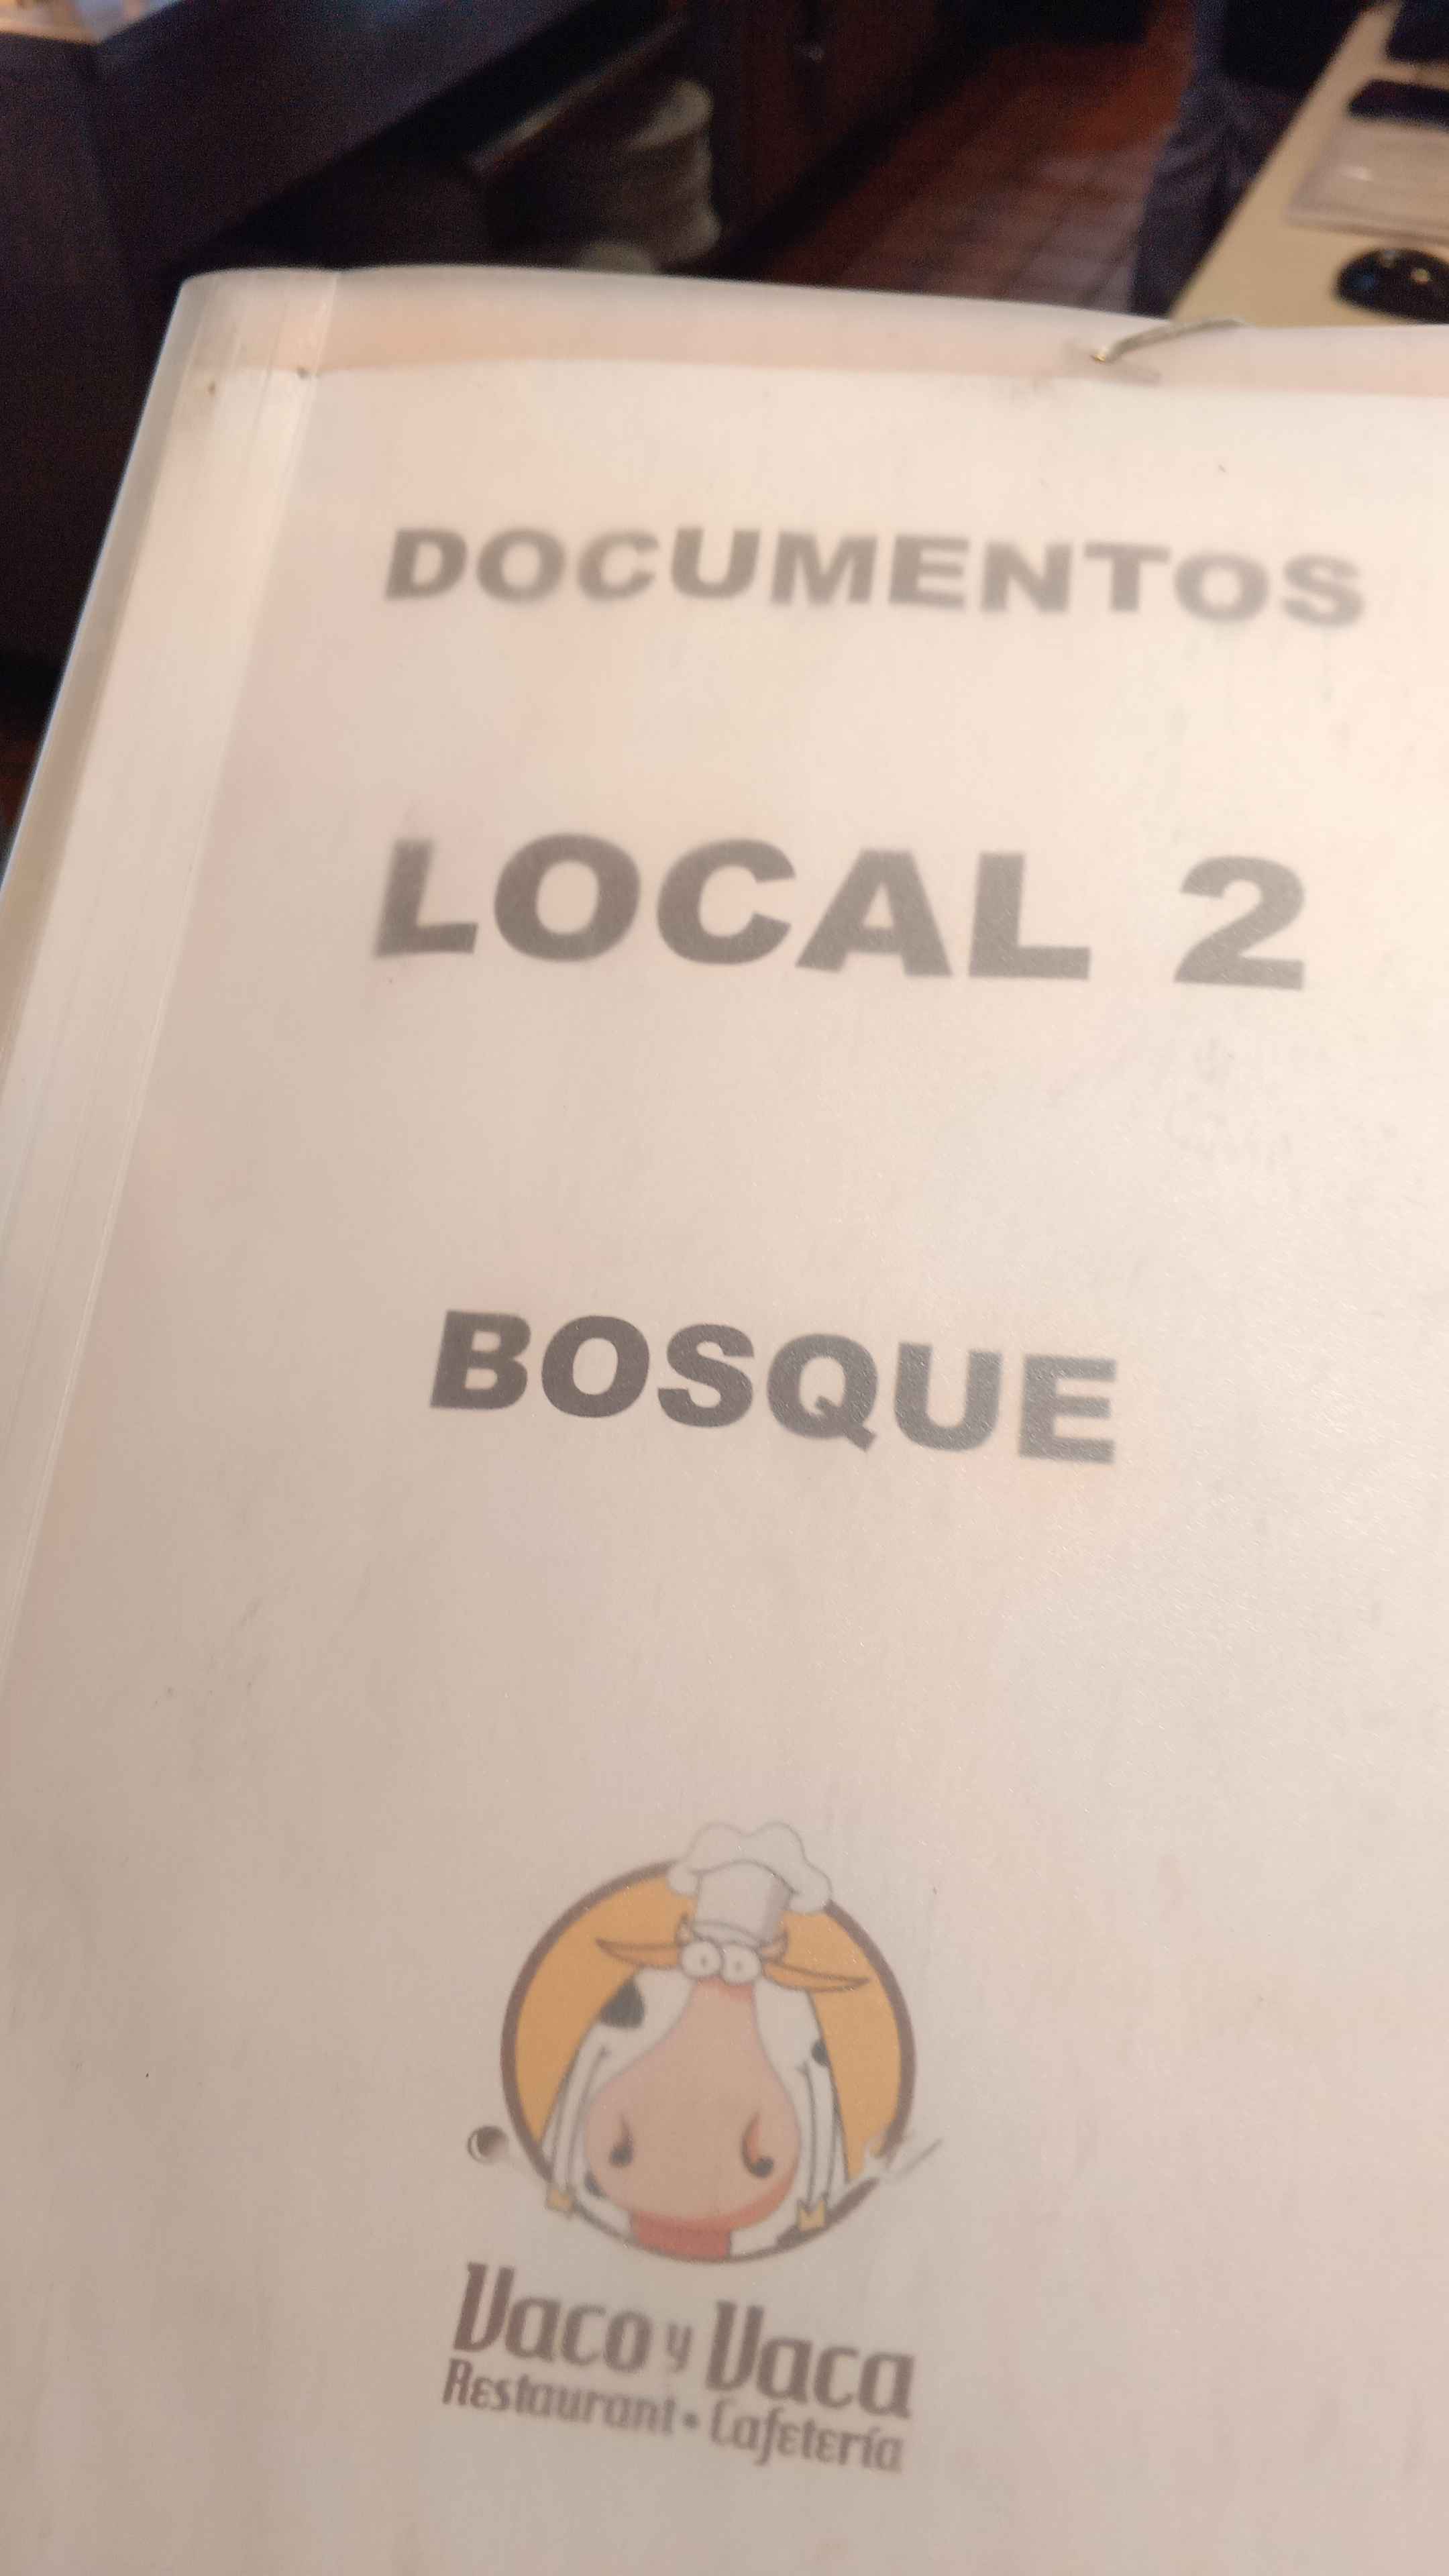 DOCUMENTOS
LOCAL 2
BOSQUE
Vaco y Vaca
Restaurant • Cafetería